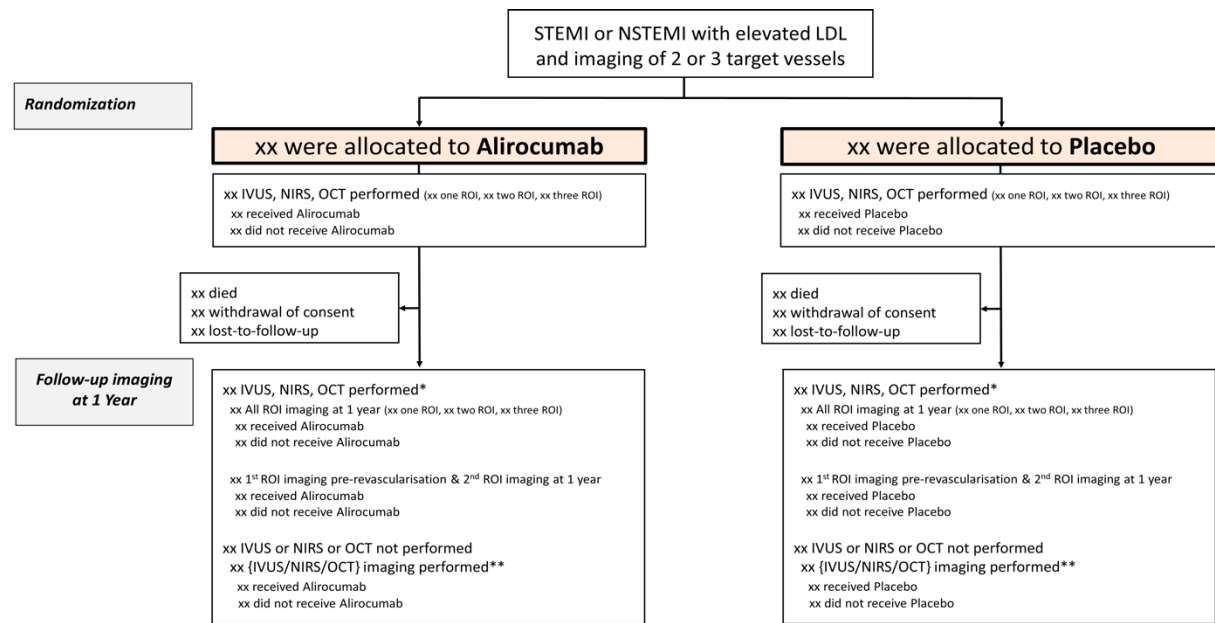 STEMI or NSTEMI with elevated LDL
and imaging of 2 or 3 target vessels
Randomization
xx were allocated to Alirocumab
xx IVUS, NIRS, OCT performed (xx one ROI, xx two ROI, xx three ROI)
xx received Alirocumab
xx did not receive Alirocumab
xx died
xx withdrawal of consent
xx lost-to-follow-up
xx were allocated to Placebo
xx IVUS, NIRS, OCT performed (xx one ROI, xx two ROI, xx three ROI)
xx received Placebo
xx did not receive Placebo
xx died
xx withdrawal of consent
xx lost-to-follow-up
Follow-up imaging
at 1 Year
xx IVUS, NIRS, OCT performed*
xx All ROI imaging at 1 year (xx one ROI, xx two ROI, xx three ROI)
xx received Alirocumab
xx did not receive Alirocumab
xx 1st ROI imaging pre-revascularisation & 2nd ROI imaging at 1 year
xx received Alirocumab
xx did not receive Alirocumab
xx IVUS or NIRS or OCT not performed
xx {IVUS/NIRS/OCT} imaging performed**
xx received Alirocumab
xx did not receive Alirocumab
xx IVUS, NIRS, OCT performed*
xx All ROI imaging at 1 year (xx one ROI, xx two ROI, xx three ROI)
xx received Placebo
xx did not receive Placebo
xx 1st ROI imaging pre-revascularisation & 2nd ROI imaging at 1 year
xx received Placebo
xx did not receive Placebo
xx IVUS or NIRS or OCT not performed
xx {IVUS/NIRS/OCT} imaging performed**
xx received Placebo
xx did not receive Placebo